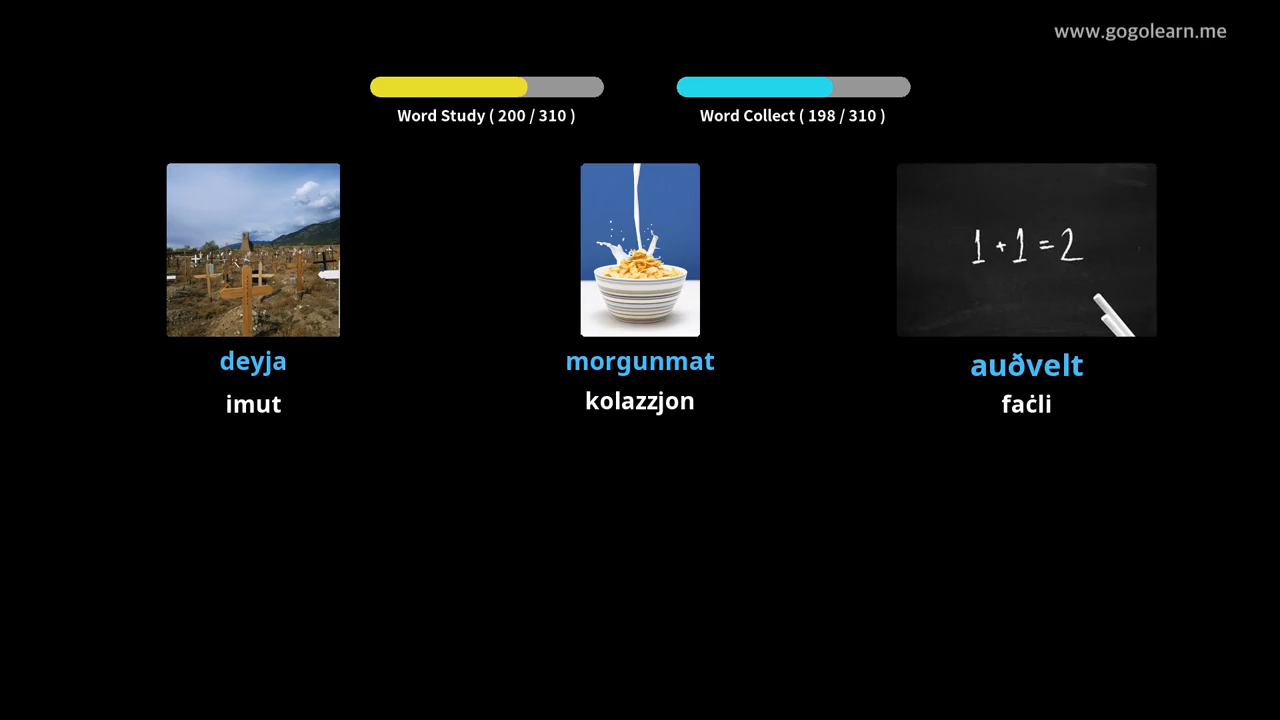 www.gogolearn.me
Word Study ( 200 / 310 )
Word Collect ( 198 / 310 )
1 + 1 = 2
deyja
morgunmat
auðvelt
imut
kolazzjon
faċli